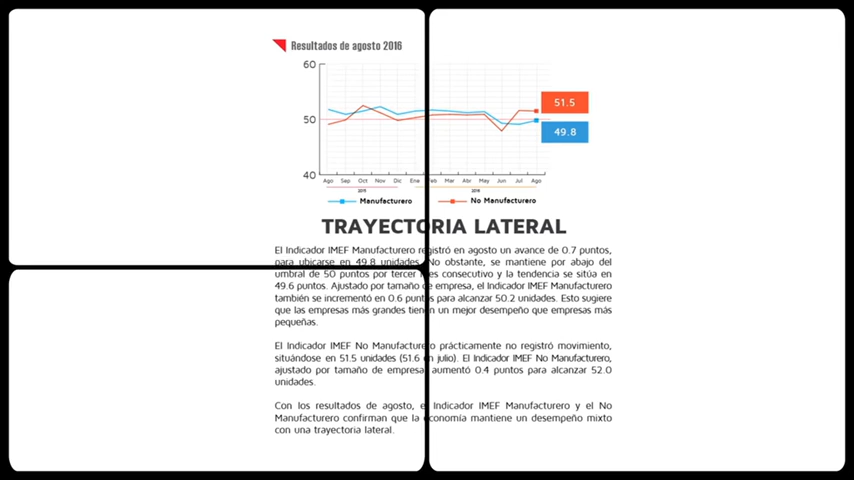 Resultados de agosto 2016
60
50
40
51.5
49.8
Ago Sep Oct Nov Dic Ene Feb Mar Abr May Jun Jul Ago
2015 2016
Manufacturero No Manufacturero
TRAYECTORIA LATERAL
El Indicador IMEF Manufacturero registró en agosto un avance de 0.7 puntos,
para ubicarse en 49.8 unidades. No obstante, se mantiene por abajo del
umbral de 50 puntos por tercer mes consecutivo y la tendencia se sitúa en
49.6 puntos. Ajustado por tamaño de empresa, el Indicador IMEF Manufacturero
también se incrementó en 0.6 puntos para alcanzar 50.2 unidades. Esto sugiere
que las empresas más grandes tienen un mejor desempeño que empresas más
pequeñas.
El Indicador IMEF No Manufacturero prácticamente no registró movimiento,
situándose en 51.5 unidades (51.6 en julio). El Indicador IMEF No Manufacturero,
ajustado por tamaño de empresa, aumentó 0.4 puntos para alcanzar 52.0
unidades.
Con los resultados de agosto, el Indicador IMEF Manufacturero y el No
Manufacturero confirman que la economía mantiene un desempeño mixto
con una trayectoria lateral.